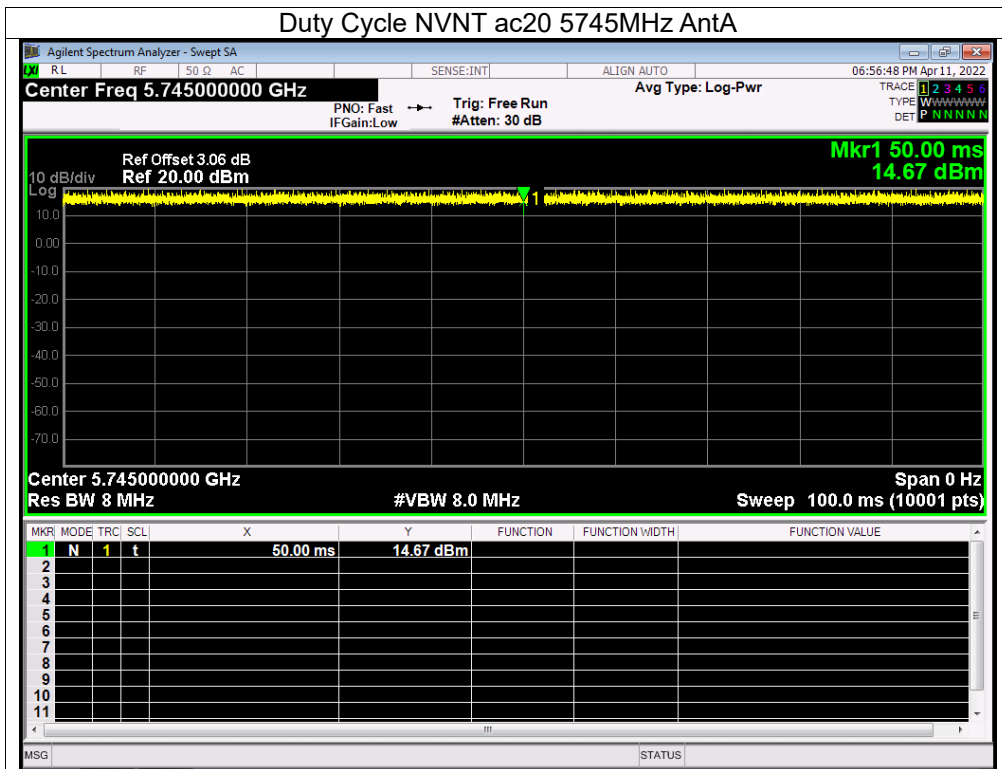 Duty Cycle NVNT ac20 5745MHz AntA
Agilent Spectrum Analyzer - Swept SA
LXI RL RF 50 Ω AC SENSE:INT ALIGN AUTO 06:56:48 PM Apr 11, 2022
Center Freq 5.745000000 GHz Avg Type: Log-Pwr TRACE 1 2 3 4 5 6
PNO: Fast Trig: Free Run TYPE WWWWWW
IFGain:Low #Atten: 30 dB DET P N N N N N
Ref Offset 3.06 dB Mkr1 50.00 ms
10 dB/div Ref 20.00 dBm 14.67 dBm
Log
1
10.0
0.00
-10.0
-20.0
-30.0
-40.0
-50.0
-60.0
-70.0
Center 5.745000000 GHz Span 0 Hz
Res BW 8 MHz #VBW 8.0 MHz Sweep 100.0 ms (10001 pts)
MKR MODE TRC SCL X Y FUNCTION FUNCTION WIDTH FUNCTION VALUE
1 N 1 t 50.00 ms 14.67 dBm
2
3
4
5
6
7
8
9
10
11
MSG STATUS